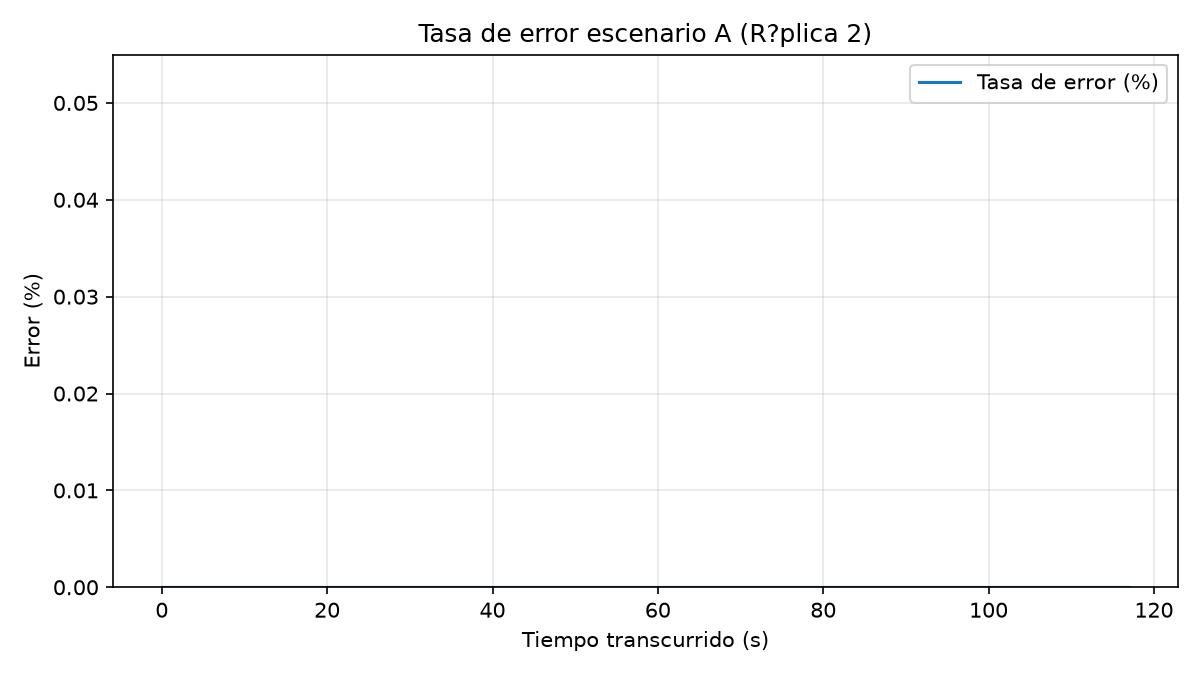 Tasa de error escenario A (R?plica 2)
Tasa de error (%)
Error (%)
0.05
0.04
0.03
0.02
0.01
0.00
0 20 40 60 80 100 120
Tiempo transcurrido (s)